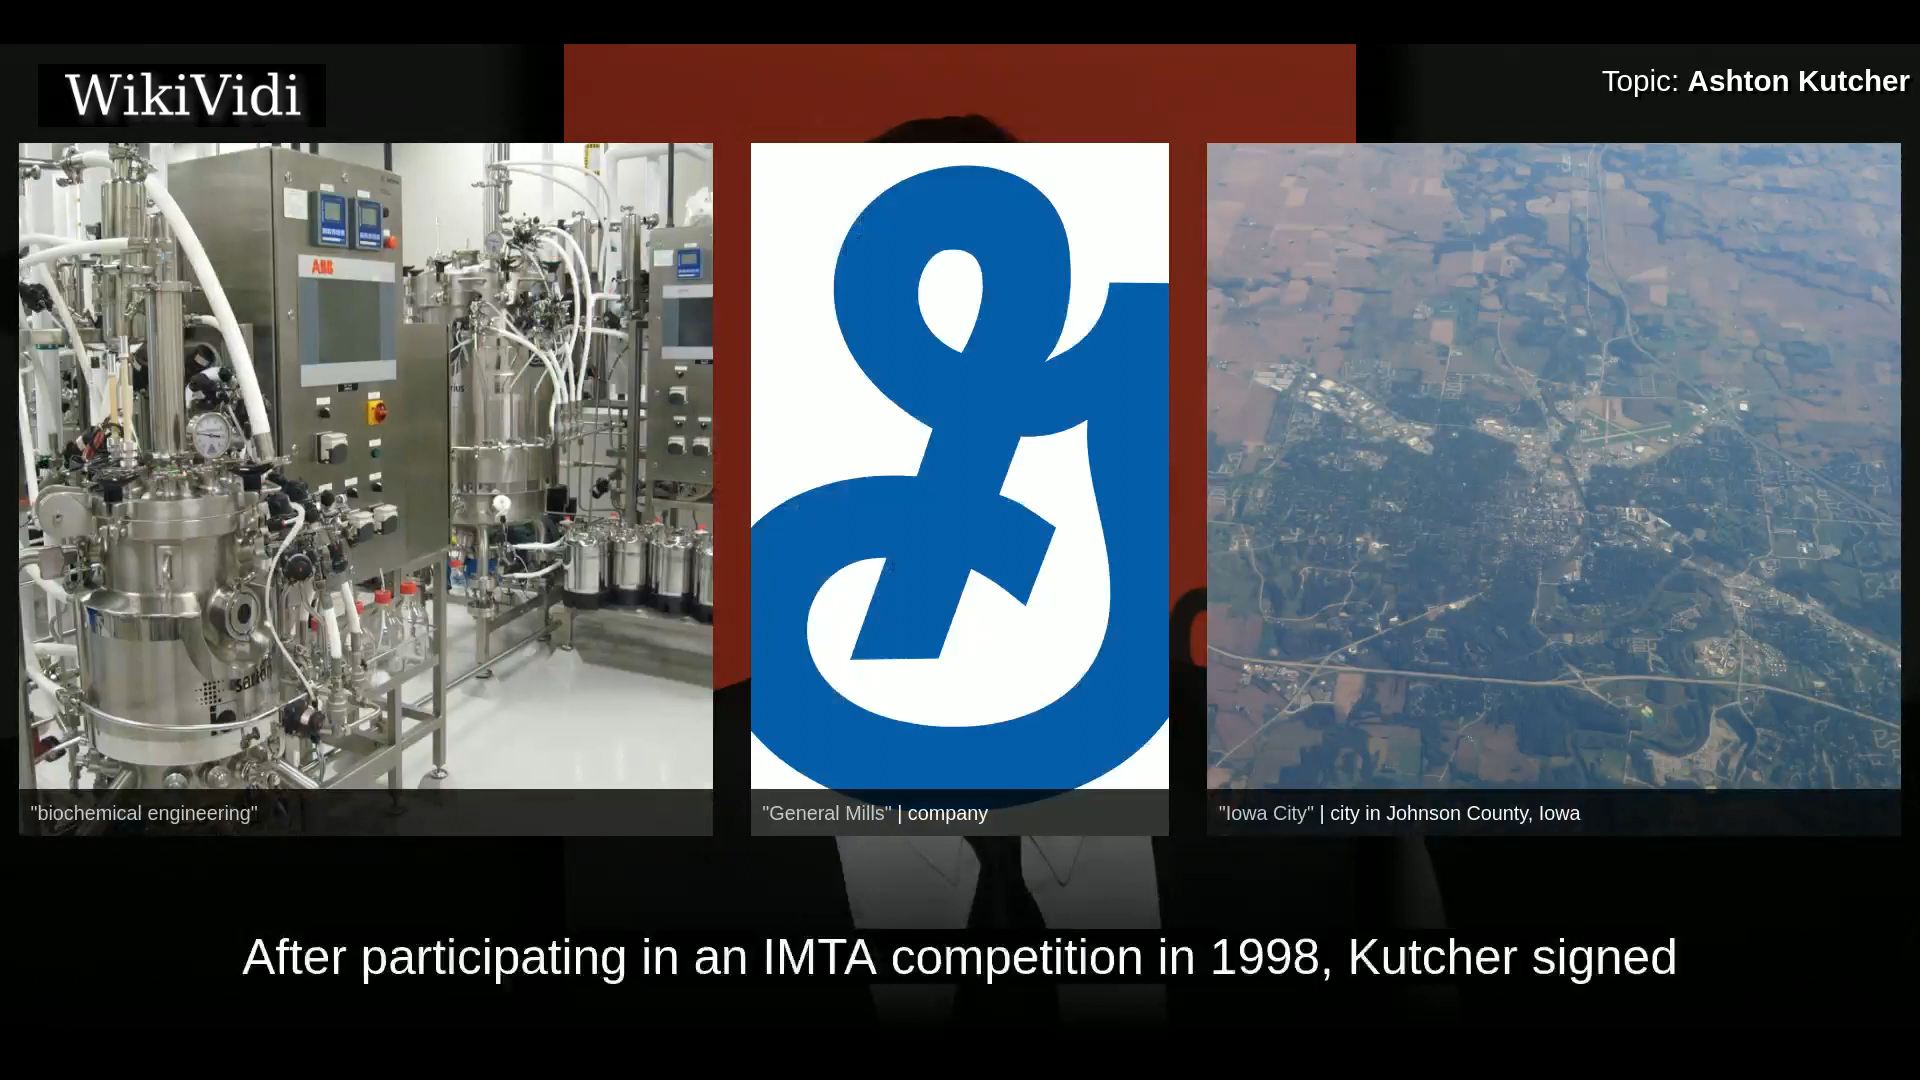 WikiVidi
Topic: Ashton Kutcher
ABB
"biochemical engineering"
"General Mills" | company
"Iowa City" | city in Johnson County, Iowa
After participating in an IMTA competition in 1998, Kutcher signed